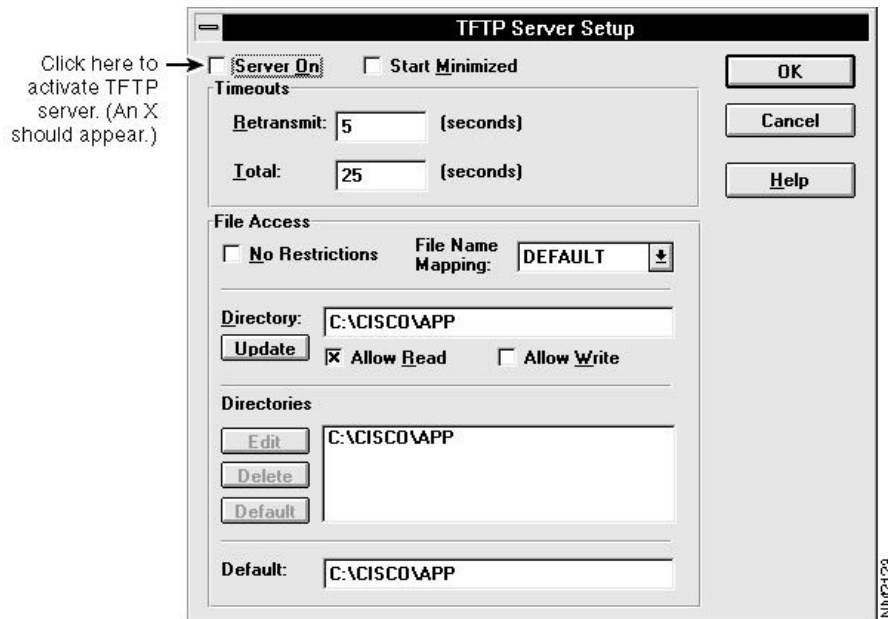 TFTP Server Setup
Click here to
activate TFTP
server. (An X
should appear.)
Server On
Start Minimized
OK
Cancel
Help
Timeouts
Retransmit: 5 (seconds)
Total: 25 (seconds)
File Access
No Restrictions
File Name
Mapping: DEFAULT
Directory: C:\CISCO\APP
Update
Allow Read
Allow Write
Directories
Edit
Delete
Default
C:\CISCO\APP
Default: C:\CISCO\APP